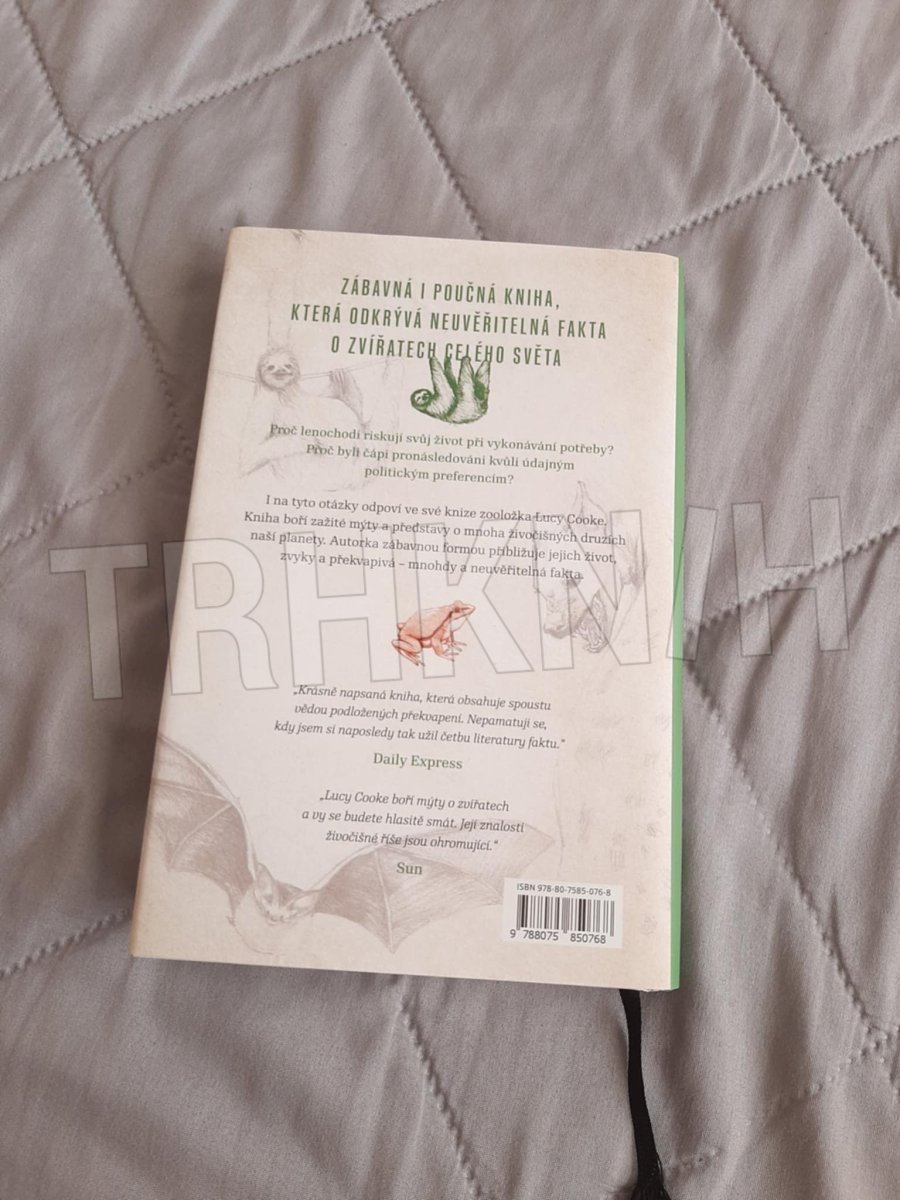 ZÁBAVNÁ I POUČNÁ KNIHA,
KTERÁ ODKRÝVÁ NEUVĚŘITELNÁ FAKTA
O ZVÍŘATECH CELÉHO SVĚTA
Proč lenochodi riskují svůj život při vykonávání potřeby?
Proč byli čápi pronásledováni kvůli údajným
politickým preferencím?
I na tyto otázky odpoví ve své knize zooložka Lucy Cooke.
Kniha boří zažité mýty a představy o mnoha živočišných druzích
naší planety. Autorka zábavnou formou přibližuje jejich život,
zvyky a překvapivá – mnohdy a neuvěřitelná fakta.
TRHKNIH
„Krásně napsaná kniha, která obsahuje spoustu
vědou podložených překvapení. Nepamatuji se,
kdy jsem si naposledy tak užil četbu literatury faktu.“
Daily Express
„Lucy Cooke boří mýty o zvířatech
a vy se budete hlasitě smát. Její znalosti
živočišné říše jsou ohromující.“
Sun
ISBN 978-80-7585-076-8
9 788075 850768